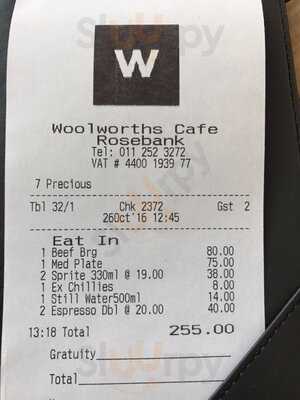 Sluurpy
W
Woolworths Cafe
Rosebank
Tel: 011 252 3272
VAT # 4400 1939 77
7 Precious
Tbl 32/1 Chk 2372 Gst 2
26Oct'16 12:45
Eat In
1 Beef Brg 80.00
1 Med Plate 75.00
2 Sprite 330ml @ 19.00 38.00
1 Ex Chillies 8.00
1 Still Water500ml 14.00
2 Espresso Dbl @ 20.00 40.00
13:18 Total 255.00
Gratuity
Sluurpy
Total